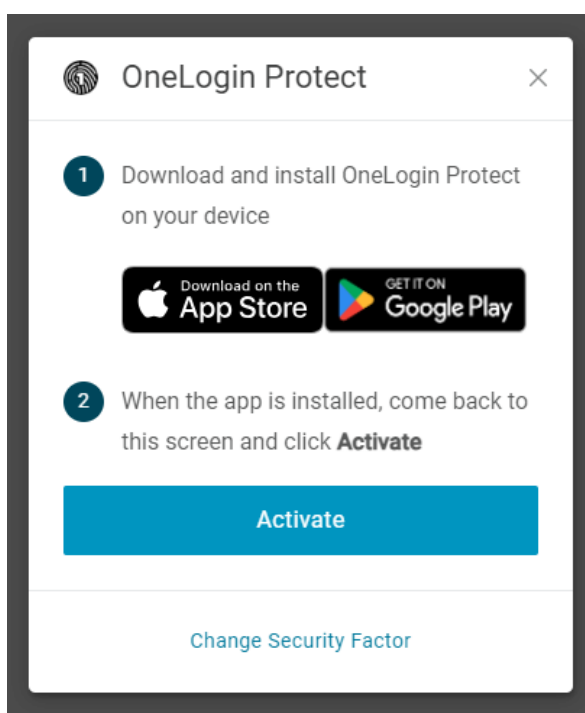 OneLogin Protect
1 Download and install OneLogin Protect
on your device
Download on the
App Store
GET IT ON
Google Play
2 When the app is installed, come back to
this screen and click Activate
Activate
Change Security Factor